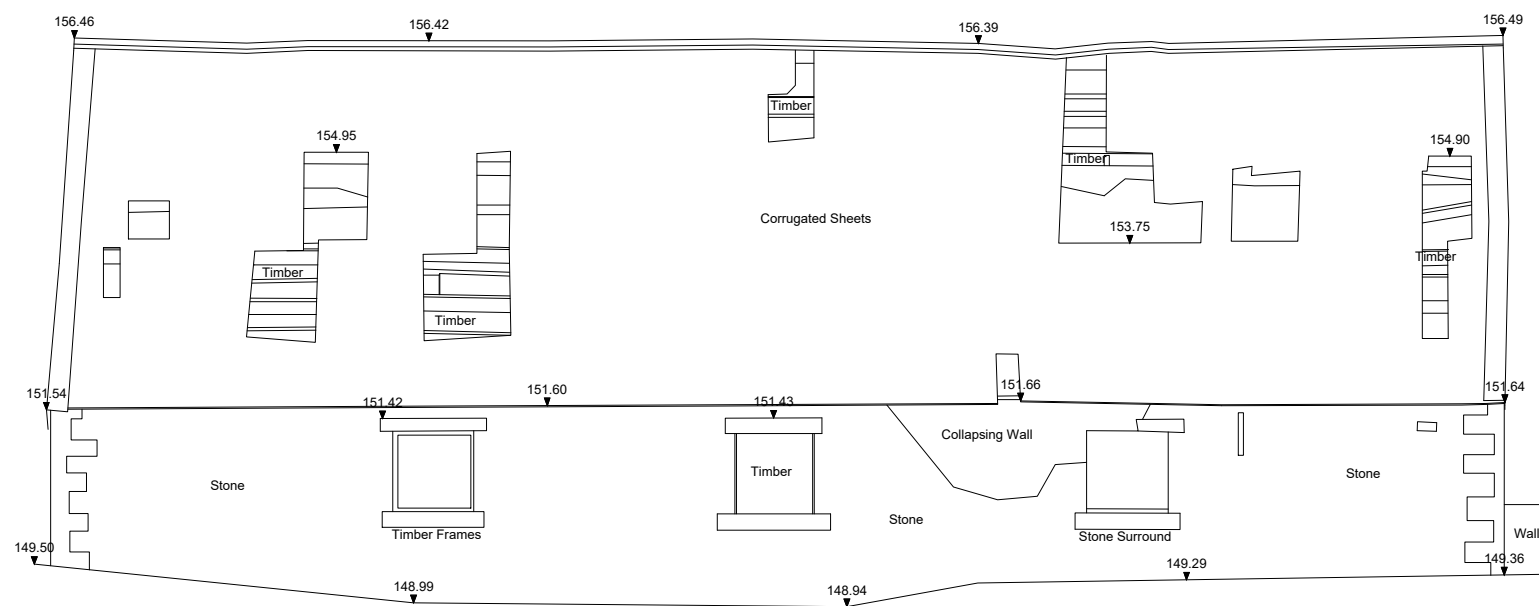 156.46
156.42
156.39
156.49
Timber
154.95
Timber
154.90
Corrugated Sheets
153.75
Timber
Timber
Timber
151.54
151.42
151.60
151.43
151.66
151.64
Collapsing Wall
Timber
Stone
Stone
Stone
Timber Frames
Stone Surround
Wall
149.50
148.99
148.94
149.29
149.36